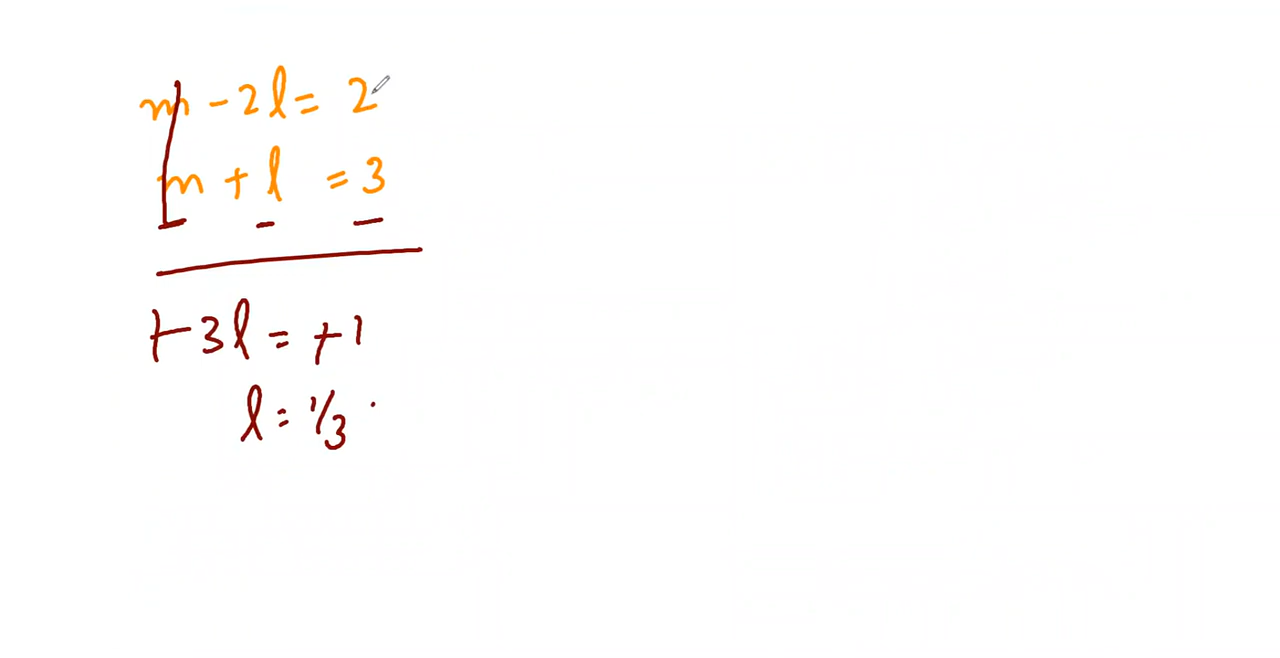 m - 2l = 2
m + l = 3
- - -
+3l = +1
l = 1/3